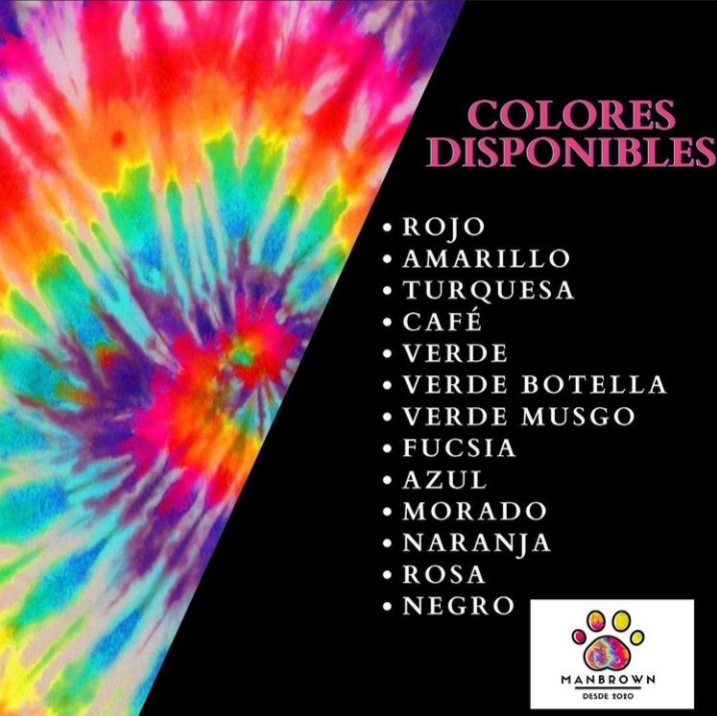 COLORES
DISPONIBLES
• ROJO
• AMARILLO
• TURQUESA
• CAFÉ
• VERDE
• VERDE BOTELLA
• VERDE MUSGO
• FUCSIA
• AZUL
• MORADO
• NARANJA
• ROSA
• NEGRO
MANBROWN
DESDE 2020